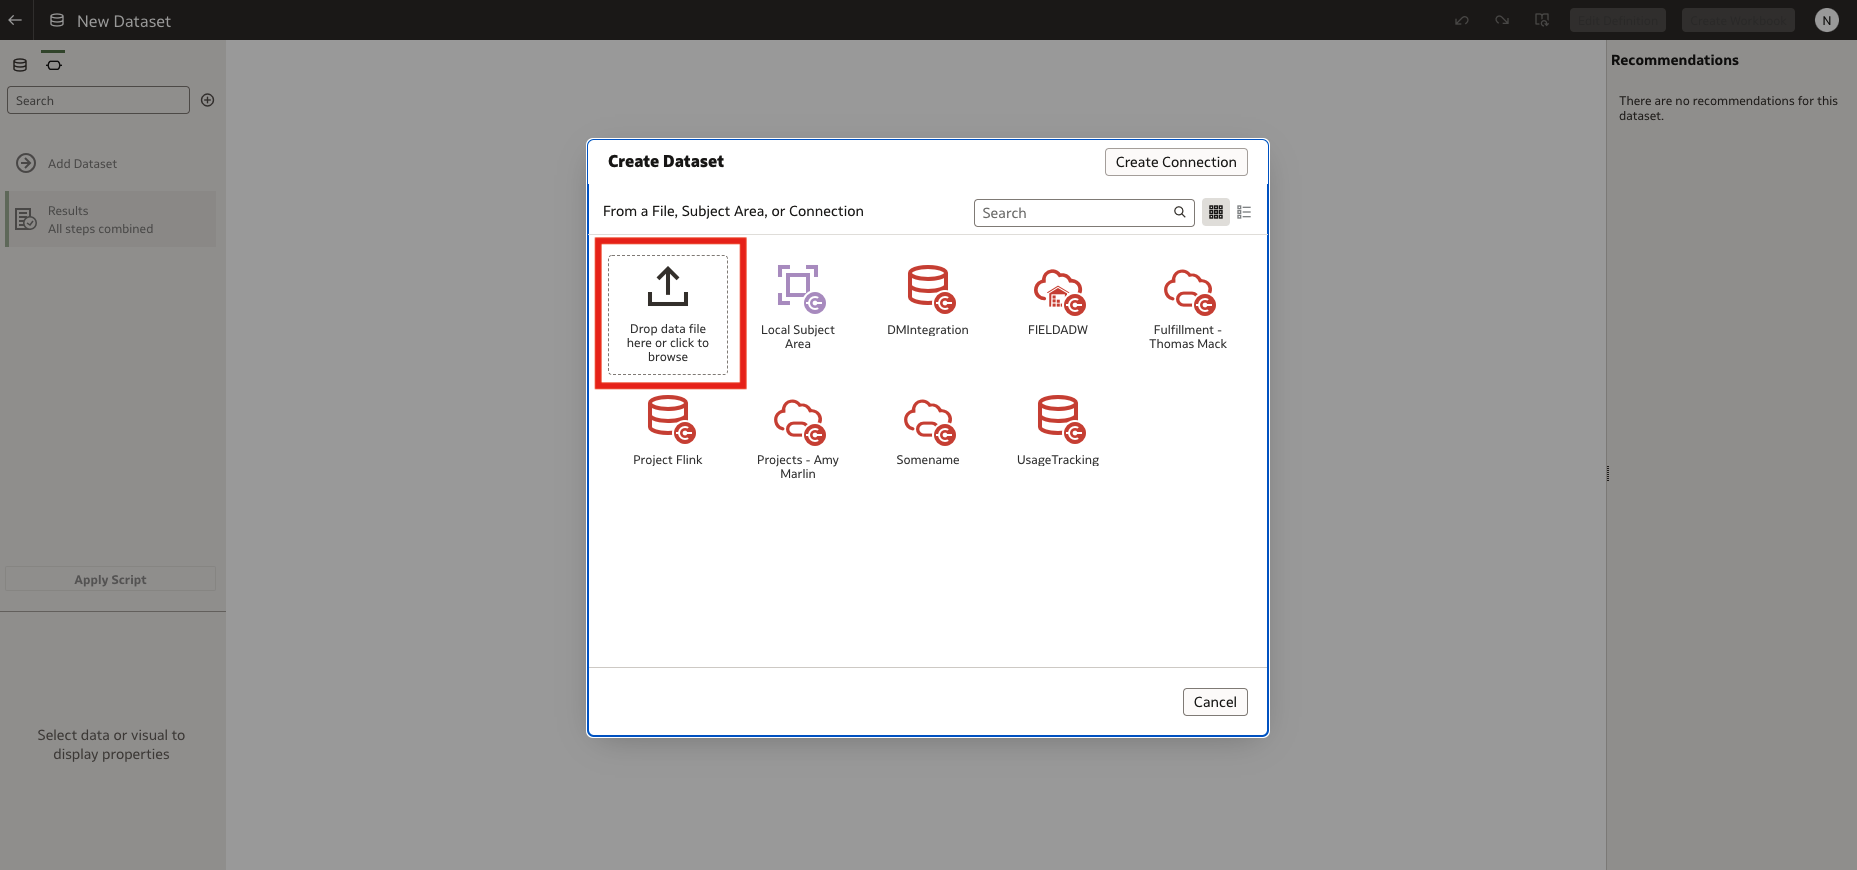 New Dataset
N
Search
Add Dataset
Results
All steps combined
Apply Script
Select data or visual to
display properties
Create Dataset
Create Connection
From a File, Subject Area, or Connection
Search
Drop data file
here or click to
browse
Local Subject
Area
DMIntegration
FIELDADW
Fulfillment -
Thomas Mack
Project Flink
Projects - Amy
Marlin
Somename
UsageTracking
Cancel
Recommendations
There are no recommendations for this
dataset.